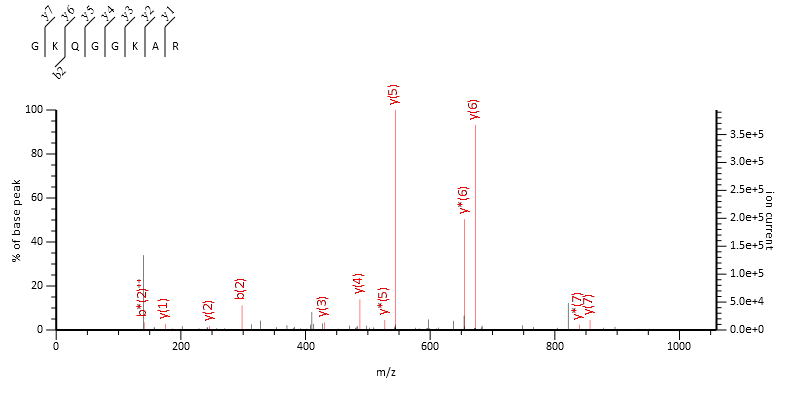 y7 y6 y5 y4 y3 y2 y1
G K Q G G K A R
b2
% of base peak
100
80
60
40
20
0
b*(2)++
y(1)
y(2)
b(2)
y(3)
y(4)
y*(5)
y(5)
y*(6)
y(6)
y*(7)
y(7)
3.5e+5
3.0e+5
2.5e+5
2.0e+5
1.5e+5
1.0e+5
5.0e+4
0.0e+0
ion current
0 200 400 600 800 1000
m/z